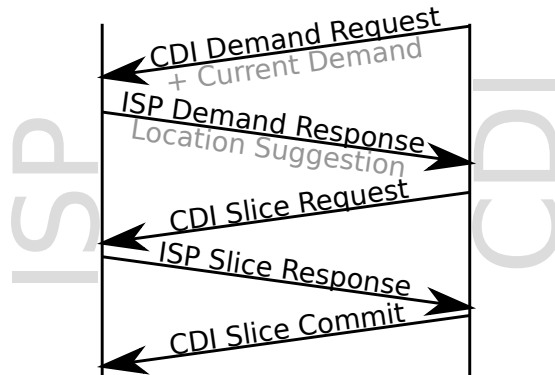 CDI Demand Request
+ Current Demand
ISP Demand Response
Location Suggestion
CDI Slice Request
ISP Slice Response
CDI Slice Commit
ISP
CDI